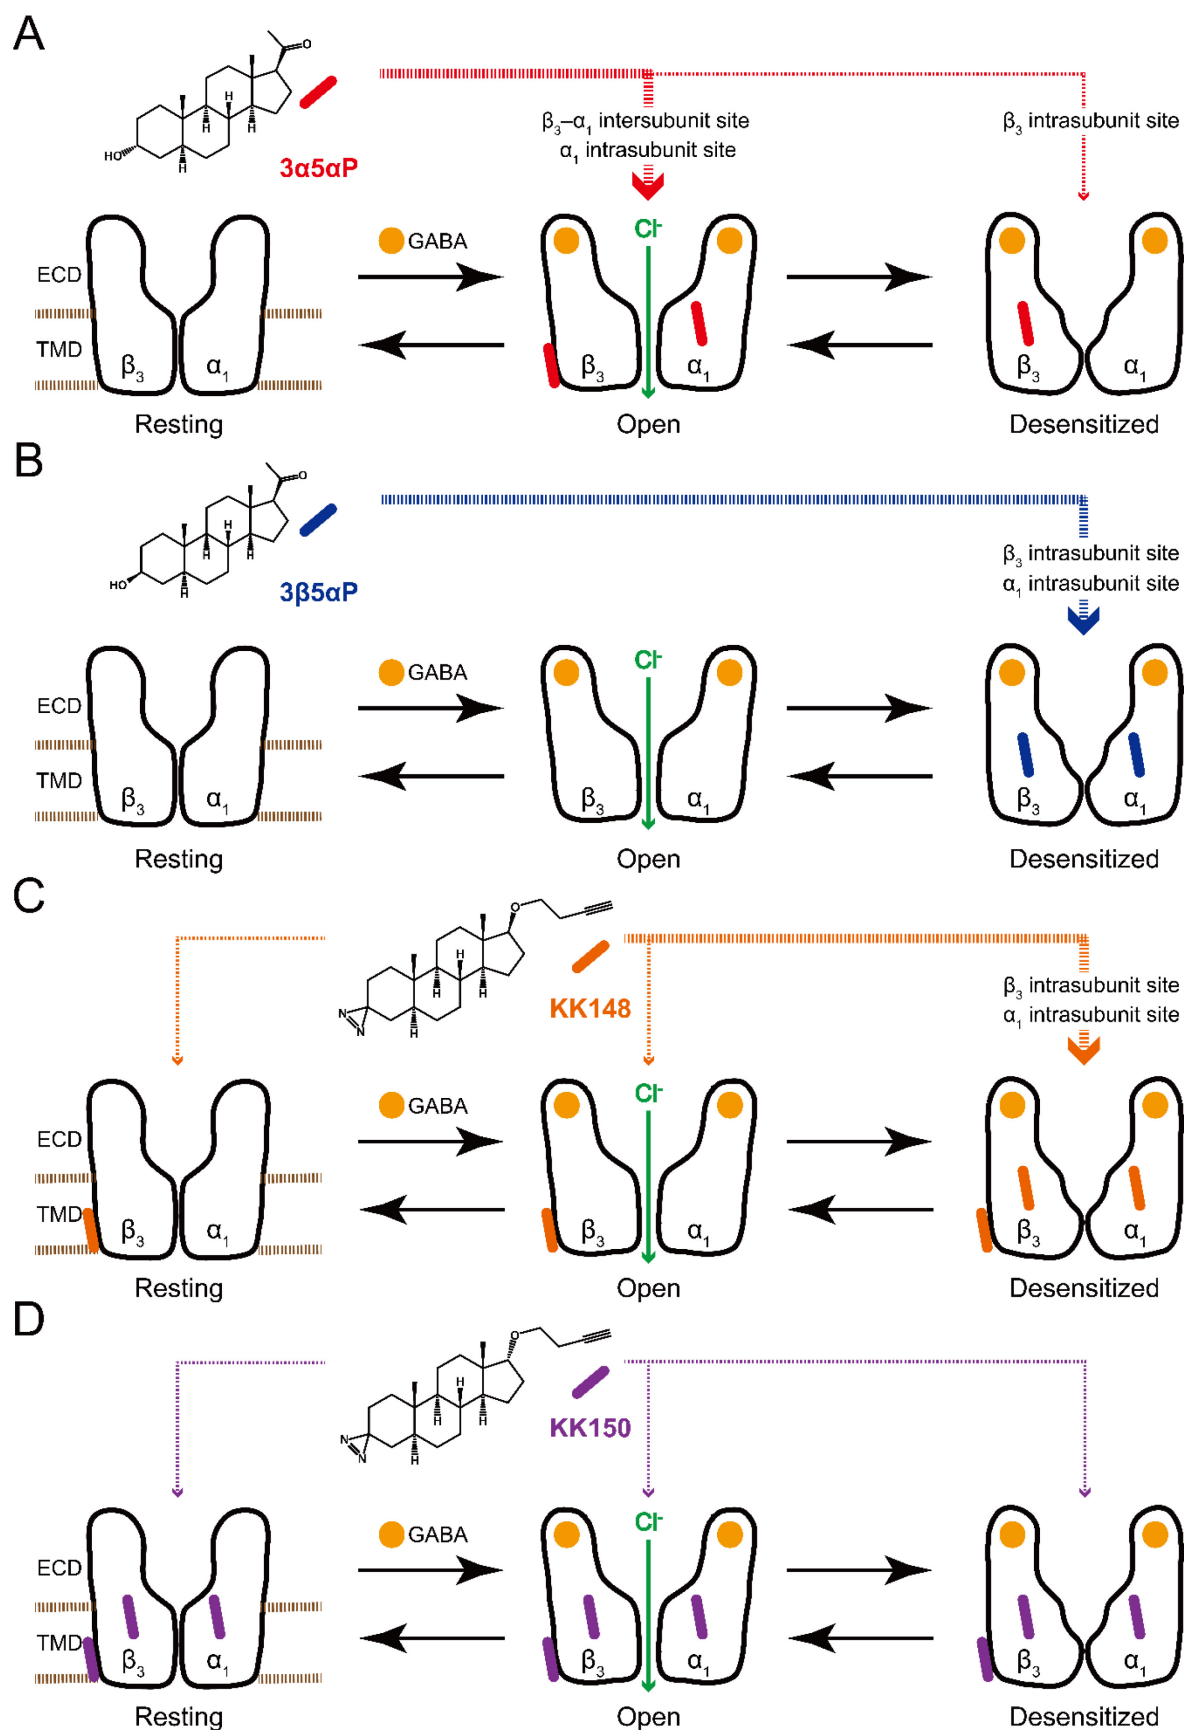 A
O
H
H
H
HO
H
3α5αP
β₃–α₁ intersubunit site
α₁ intrasubunit site
β₃ intrasubunit site
ECD
TMD
GABA
Cl⁻
β₃
α₁
β₃
α₁
β₃
α₁
Resting
Open
Desensitized
B
O
H
H
H
HO
H
3β5αP
β₃ intrasubunit site
α₁ intrasubunit site
ECD
TMD
GABA
Cl⁻
β₃
α₁
β₃
α₁
β₃
α₁
Resting
Open
Desensitized
C
O
H
H
H
N
N
H
KK148
β₃ intrasubunit site
α₁ intrasubunit site
ECD
TMD
GABA
Cl⁻
β₃
α₁
β₃
α₁
β₃
α₁
Resting
Open
Desensitized
D
O
H
H
H
N
N
H
KK150
ECD
TMD
GABA
Cl⁻
β₃
α₁
β₃
α₁
β₃
α₁
Resting
Open
Desensitized